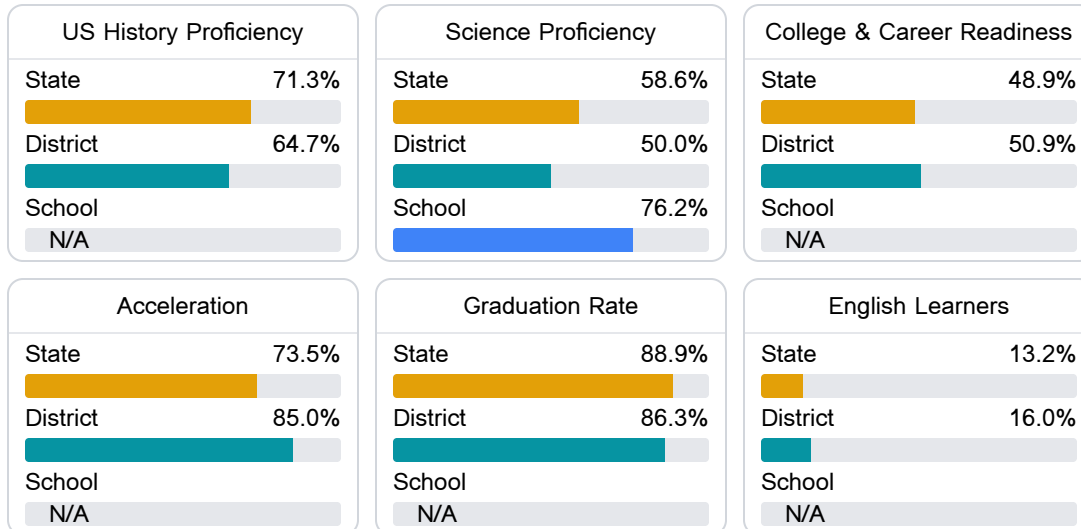 US History Proficiency
State 71.3%
District 64.7%
School
N/A
Science Proficiency
State 58.6%
District 50.0%
School 76.2%
College & Career Readiness
State 48.9%
District 50.9%
School
N/A
Acceleration
State 73.5%
District 85.0%
School
N/A
Graduation Rate
State 88.9%
District 86.3%
School
N/A
English Learners
State 13.2%
District 16.0%
School
N/A